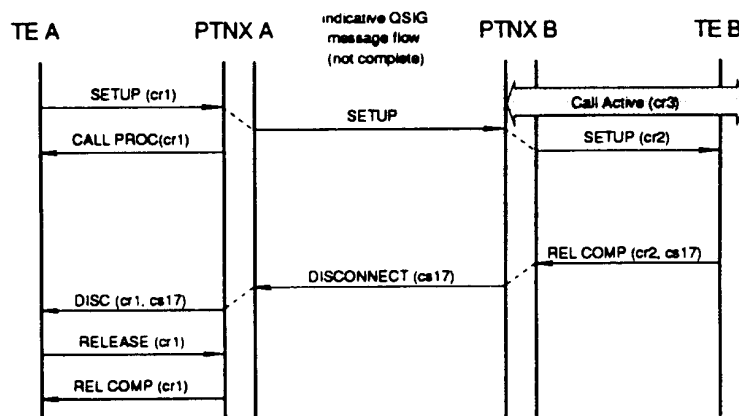 indicative QSIG
message flow
(not complete)
TE A
PTNX A
PTNX B
TE B
SETUP (cr1)
Call Active (cr3)
SETUP
CALL PROC(cr1)
SETUP (cr2)
REL COMP (cr2, cs17)
DISCONNECT (cs17)
DISC (cr1, cs17)
RELEASE (cr1)
REL COMP (cr1)